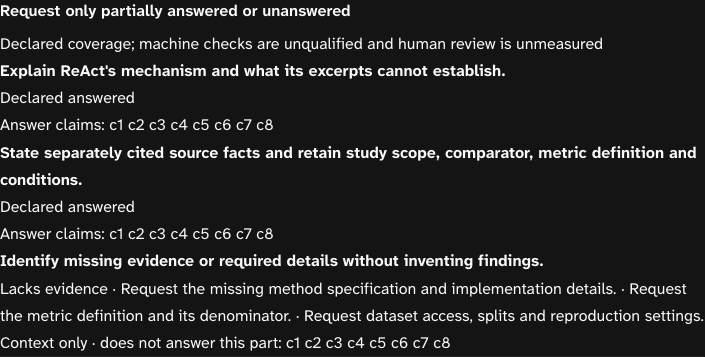 Request only partially answered or unanswered
Declared coverage; machine checks are unqualified and human review is unmeasured
Explain ReAct's mechanism and what its excerpts cannot establish.
Declared answered
Answer claims: c1 c2 c3 c4 c5 c6 c7 c8
State separately cited source facts and retain study scope, comparator, metric definition and
conditions.
Declared answered
Answer claims: c1 c2 c3 c4 c5 c6 c7 c8
Identify missing evidence or required details without inventing findings.
Lacks evidence · Request the missing method specification and implementation details. · Request
the metric definition and its denominator. · Request dataset access, splits and reproduction settings.
Context only · does not answer this part: c1 c2 c3 c4 c5 c6 c7 c8